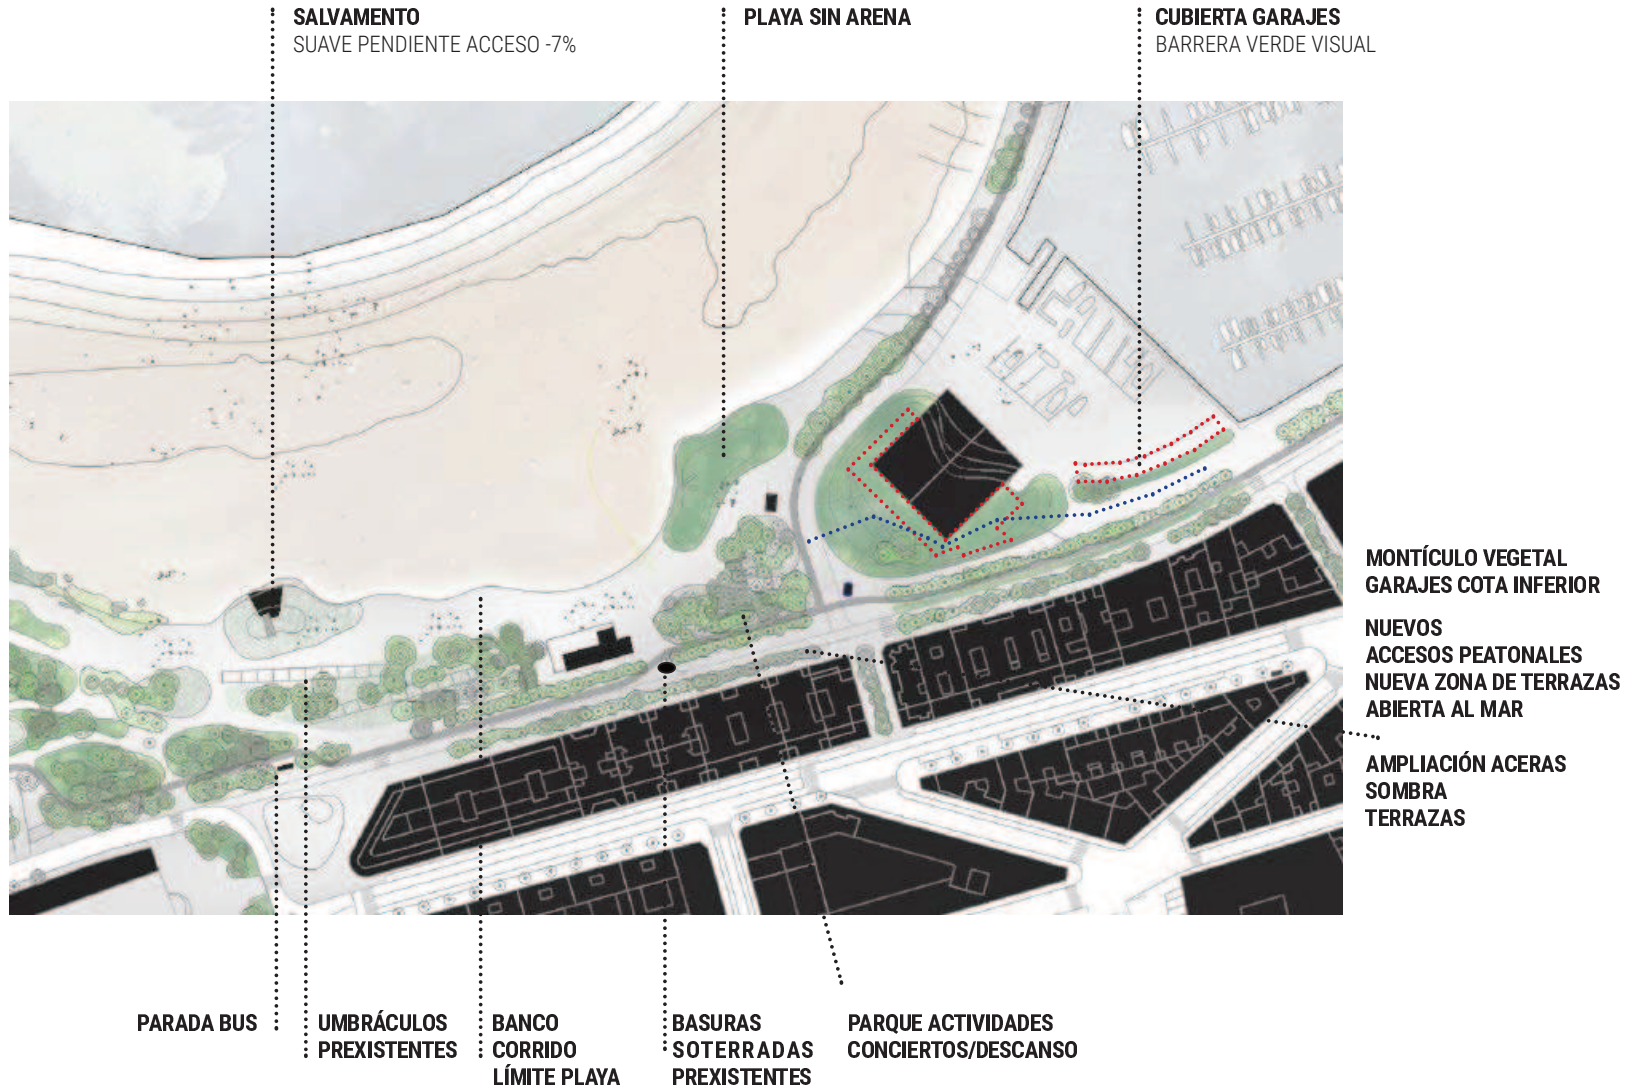 SALVAMENTO
SUAVE PENDIENTE ACCESO -7%
PLAYA SIN ARENA
CUBIERTA GARAJES
BARRERA VERDE VISUAL
MONTÍCULO VEGETAL
GARAJES COTA INFERIOR
NUEVOS
ACCESOS PEATONALES
NUEVA ZONA DE TERRAZAS
ABIERTA AL MAR
AMPLIACIÓN ACERAS
SOMBRA
TERRAZAS
PARADA BUS
UMBRÁCULOS
PREXISTENTES
BANCO
CORRIDO
LÍMITE PLAYA
BASURAS
SOTERRADAS
PREXISTENTES
PARQUE ACTIVIDADES
CONCIERTOS/DESCANSO